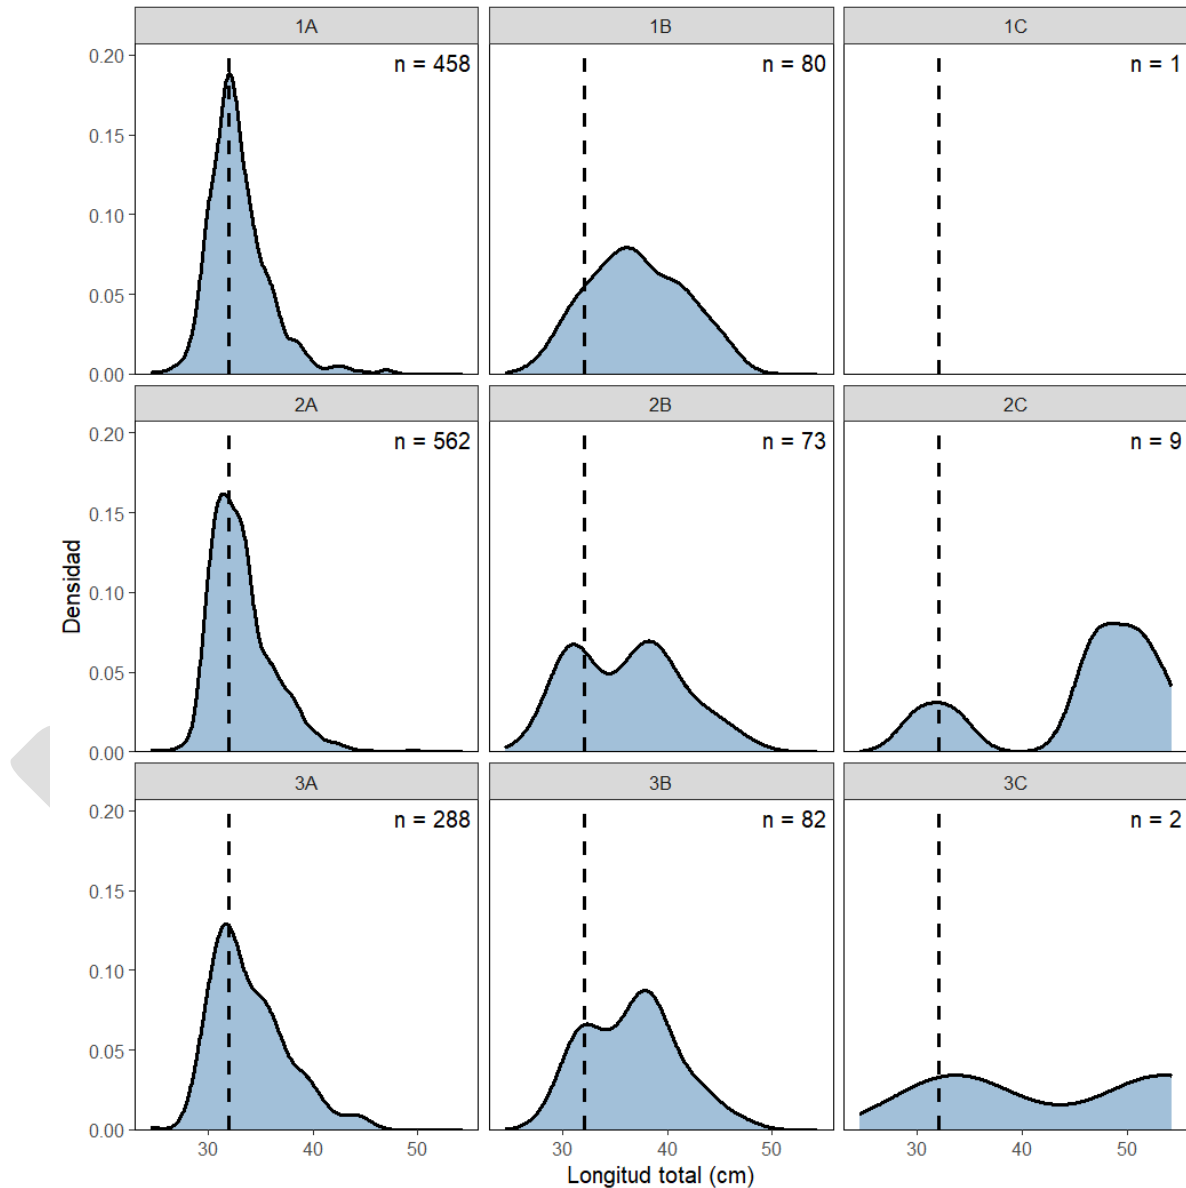 1A
1B
1C
0.20
n = 458
n = 80
n = 1
0.15
0.10
0.05
0.00
2A
2B
2C
0.20
n = 562
n = 73
n = 9
0.15
0.10
0.05
0.00
Densidad
3A
3B
3C
0.20
n = 288
n = 82
n = 2
0.15
0.10
0.05
0.00
30 40 50
30 40 50
30 40 50
Longitud total (cm)